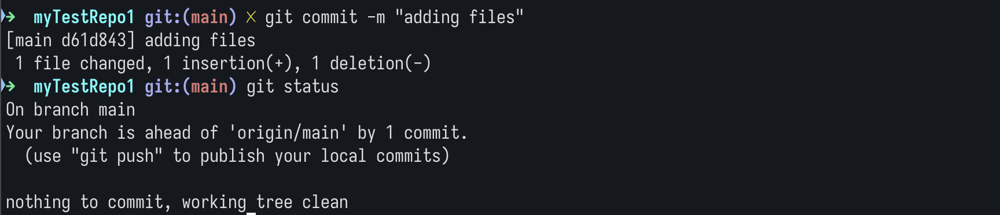 ➜  myTestRepo1 git:(main) ✗ git commit -m "adding files"
[main d61d843] adding files
 1 file changed, 1 insertion(+), 1 deletion(-)
➜  myTestRepo1 git:(main) git status
On branch main
Your branch is ahead of 'origin/main' by 1 commit.
  (use "git push" to publish your local commits)

nothing to commit, working tree clean